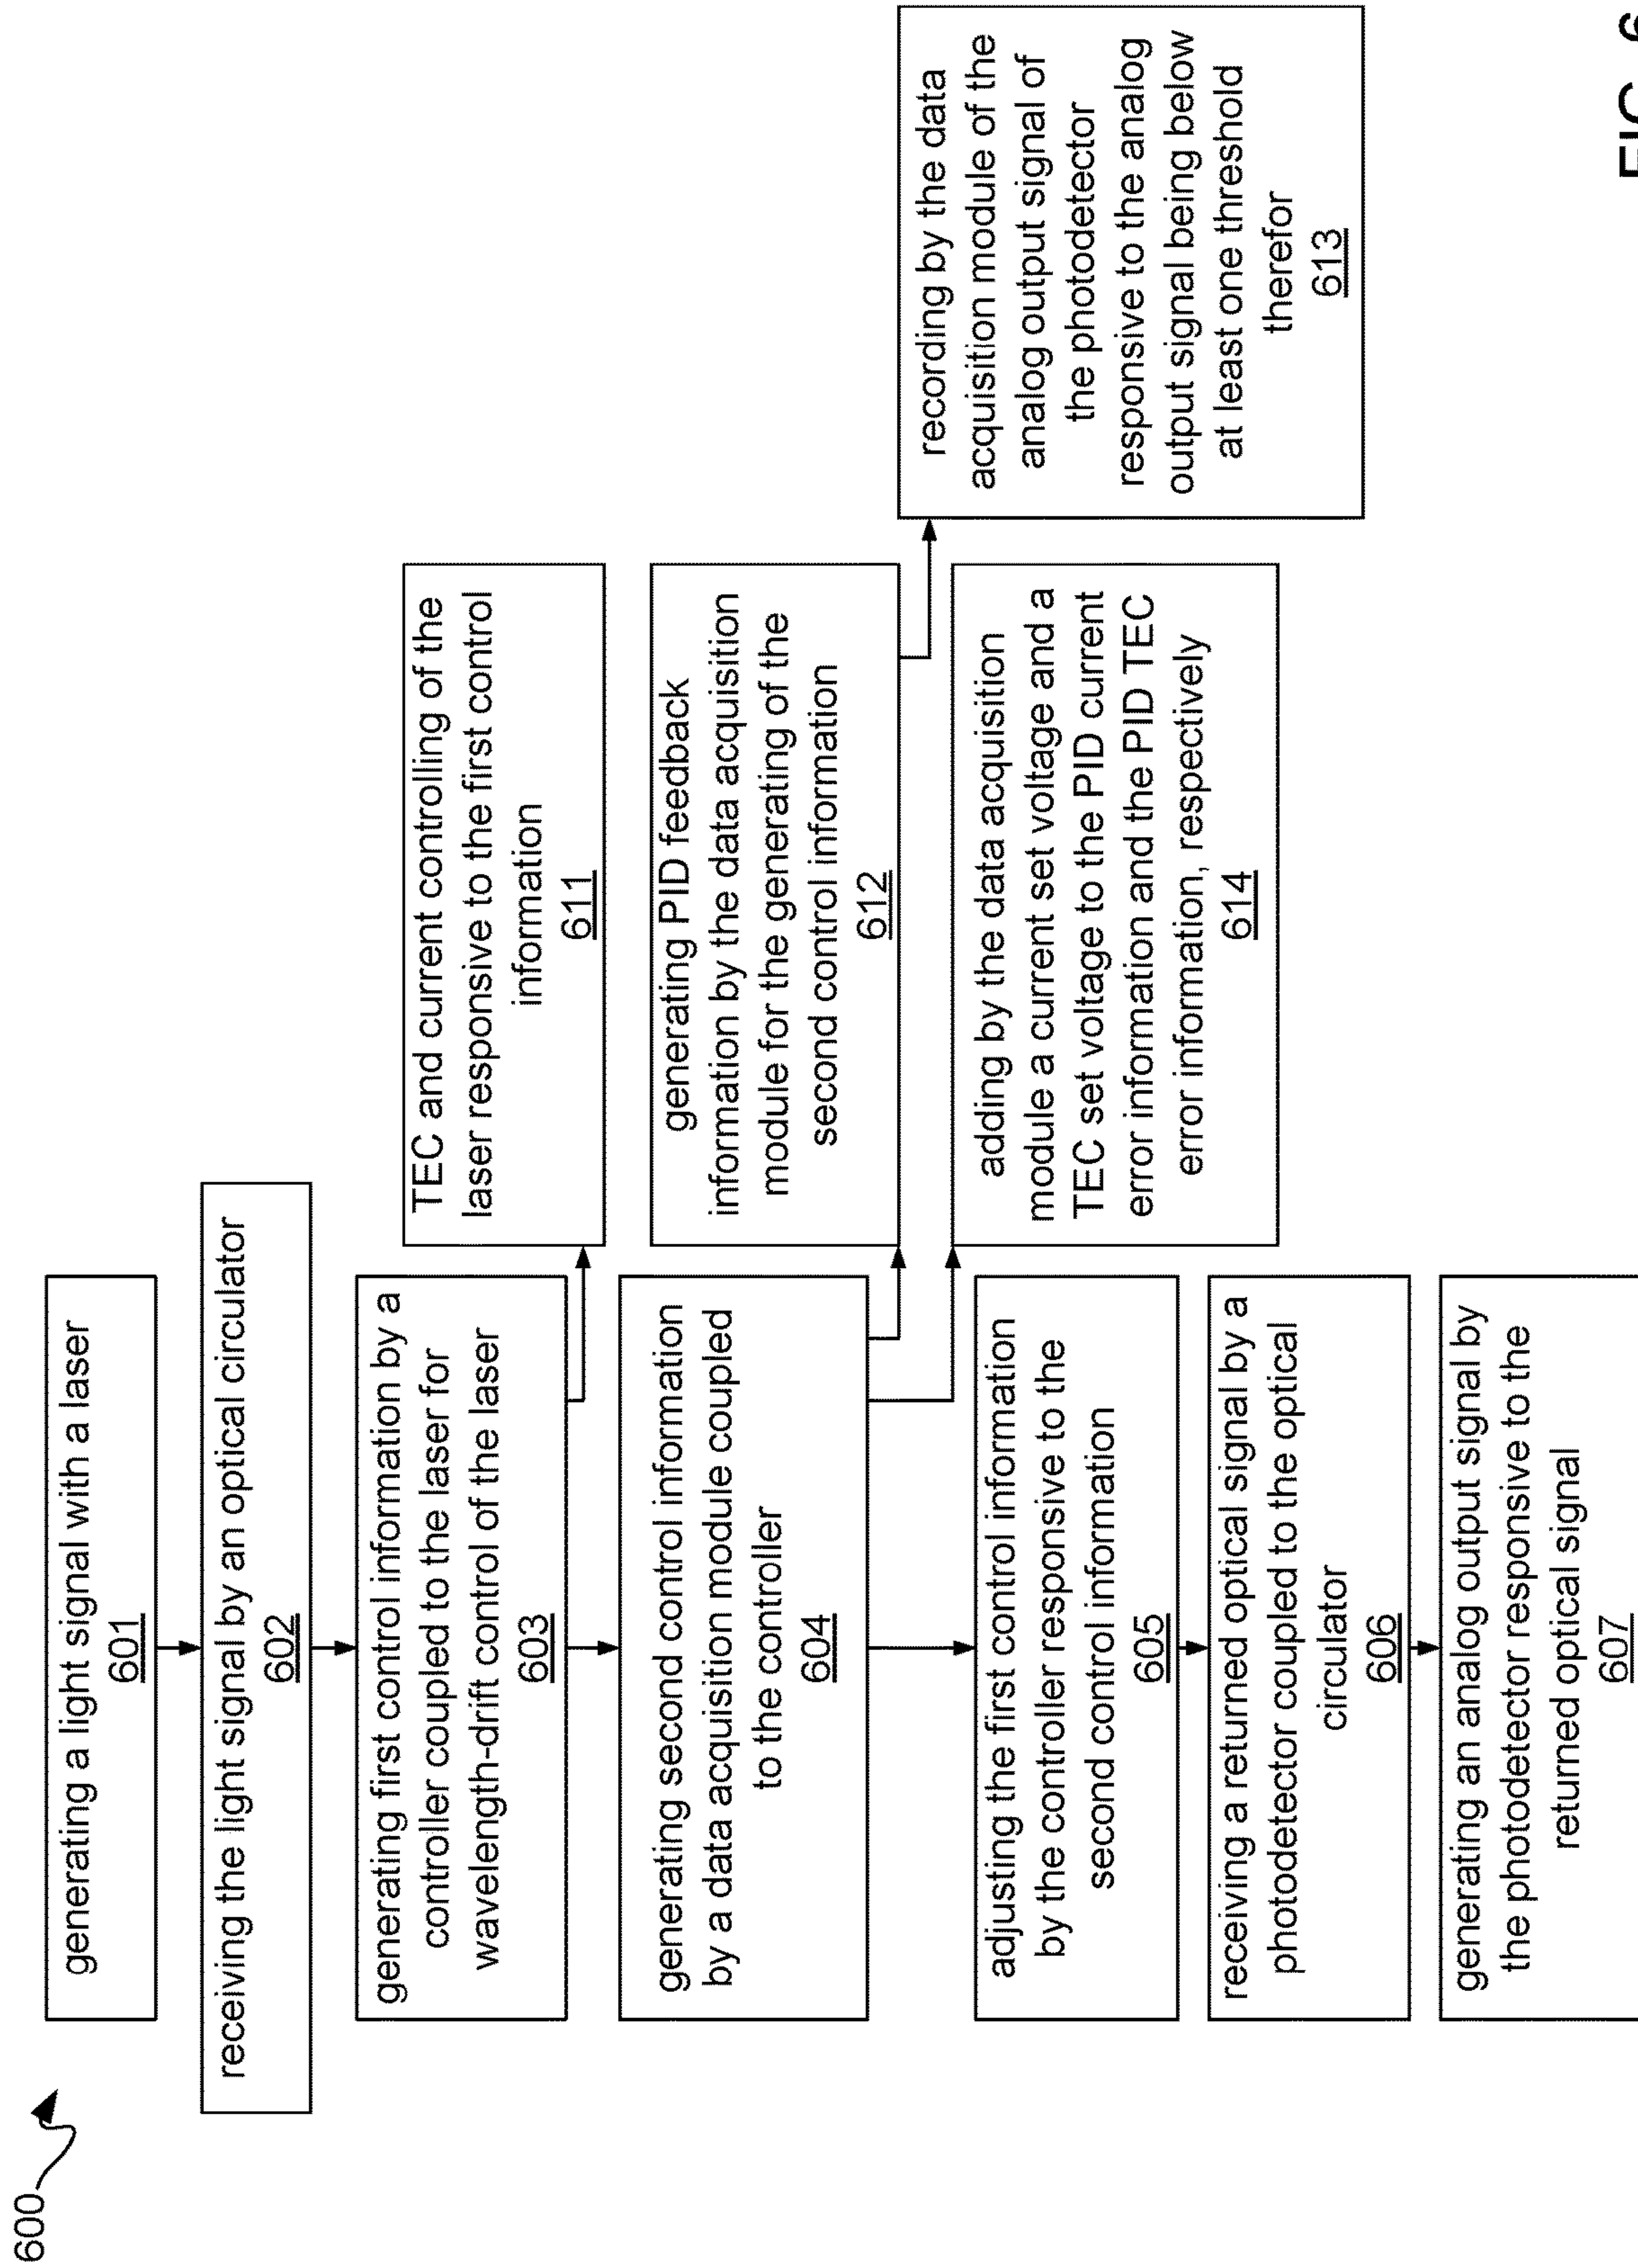 600
generating a light signal with a laser
601
receiving the light signal by an optical circulator
602
generating first control information by a
controller coupled to the laser for
wavelength-drift control of the laser
603
TEC and current controlling of the
laser responsive to the first control
information
611
generating second control information
by a data acquisition module coupled
to the controller
604
generating PID feedback
information by the data acquisition
module for the generating of the
second control information
612
recording by the data
acquisition module of the
analog output signal of
the photodetector
responsive to the analog
output signal being below
at least one threshold
therefor
613
adding by the data acquisition
module a current set voltage and a
TEC set voltage to the PID current
error information and the PID TEC
error information, respectively
614
adjusting the first control information
by the controller responsive to the
second control information
605
receiving a returned optical signal by a
photodetector coupled to the optical
circulator
606
generating an analog output signal by
the photodetector responsive to the
returned optical signal
607
FIG. 6